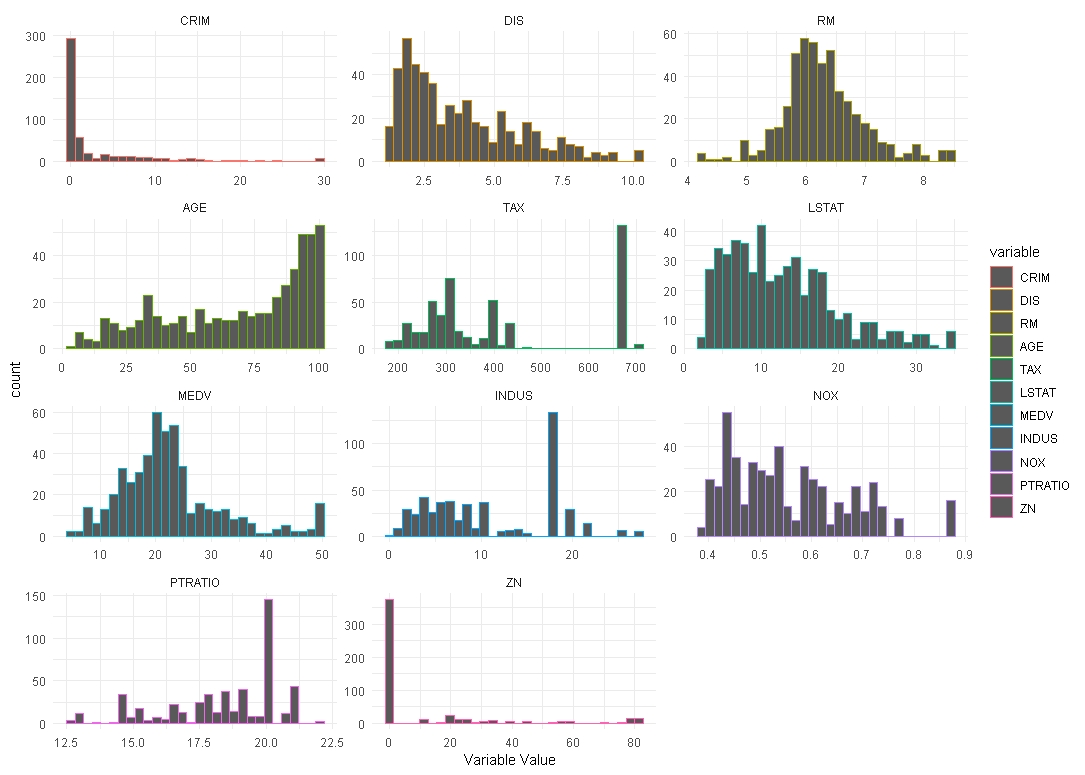 CRIM DIS RM
300
200
100
0
40
20
0
60
40
20
0
0 10 20 30
2.5 5.0 7.5 10.0
4 5 6 7 8
AGE TAX LSTAT
40
20
0
100
50
0
40
30
20
10
0
0 25 50 75 100
200 300 400 500 600 700
0 10 20 30
count
MEDV INDUS NOX
60
40
20
0
100
50
0
40
20
0
10 20 30 40 50
0 10 20
0.4 0.5 0.6 0.7 0.8 0.9
PTRATIO ZN
150
100
50
0
300
200
100
0
12.5 15.0 17.5 20.0 22.5
0 20 40 60 80
Variable Value
variable
CRIM
DIS
RM
AGE
TAX
LSTAT
MEDV
INDUS
NOX
PTRATIO
ZN